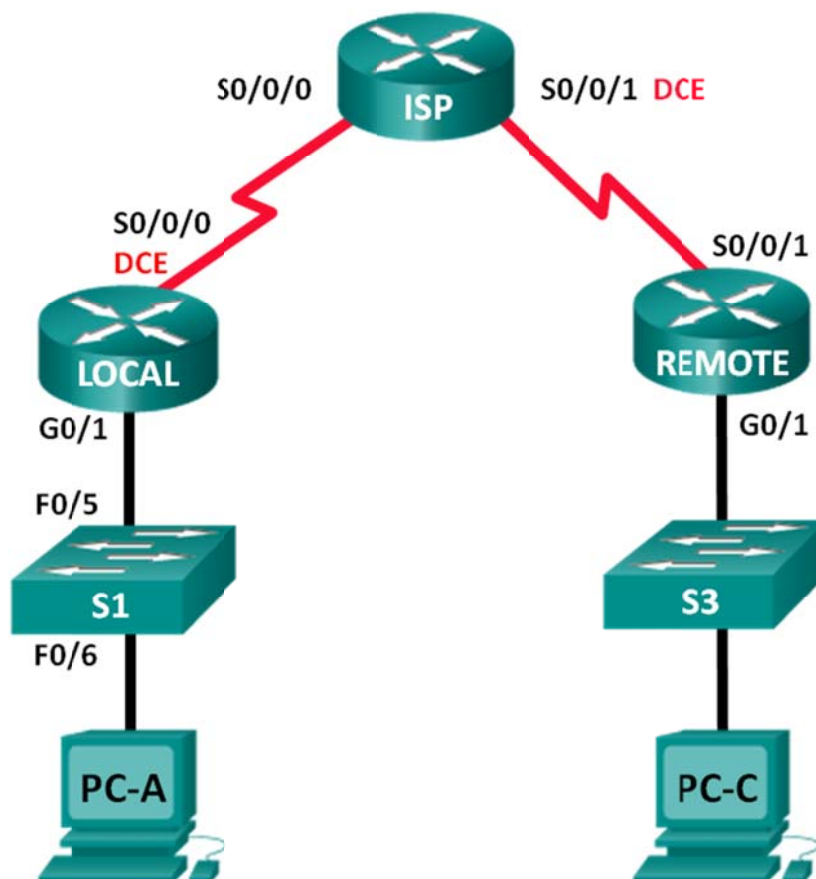 ISP
S0/0/0
S0/0/1 DCE
S0/0/0
DCE
S0/0/1
LOCAL
REMOTE
G0/1
G0/1
F0/5
S1
S3
F0/6
PC-A
PC-C